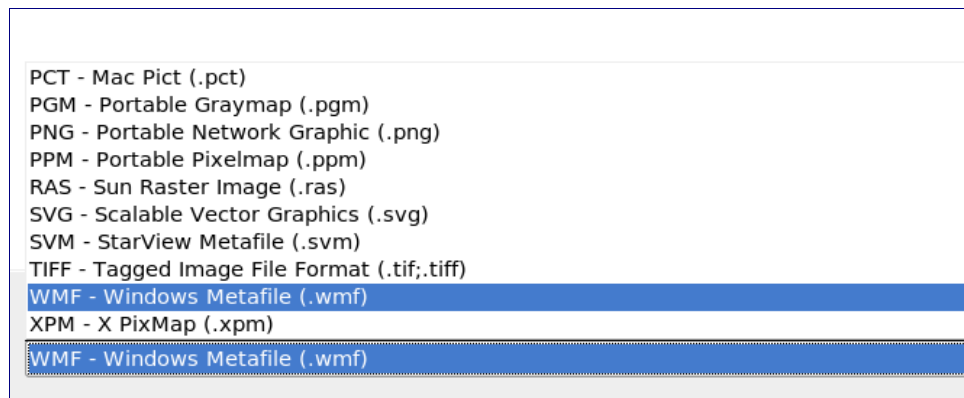 PCT - Mac Pict (.pct)
PGM - Portable Graymap (.pgm)
PNG - Portable Network Graphic (.png)
PPM - Portable Pixelmap (.ppm)
RAS - Sun Raster Image (.ras)
SVG - Scalable Vector Graphics (.svg)
SVM - StarView Metafile (.svm)
TIFF - Tagged Image File Format (.tif;.tiff)
WMF - Windows Metafile (.wmf)
XPM - X PixMap (.xpm)
WMF - Windows Metafile (.wmf)